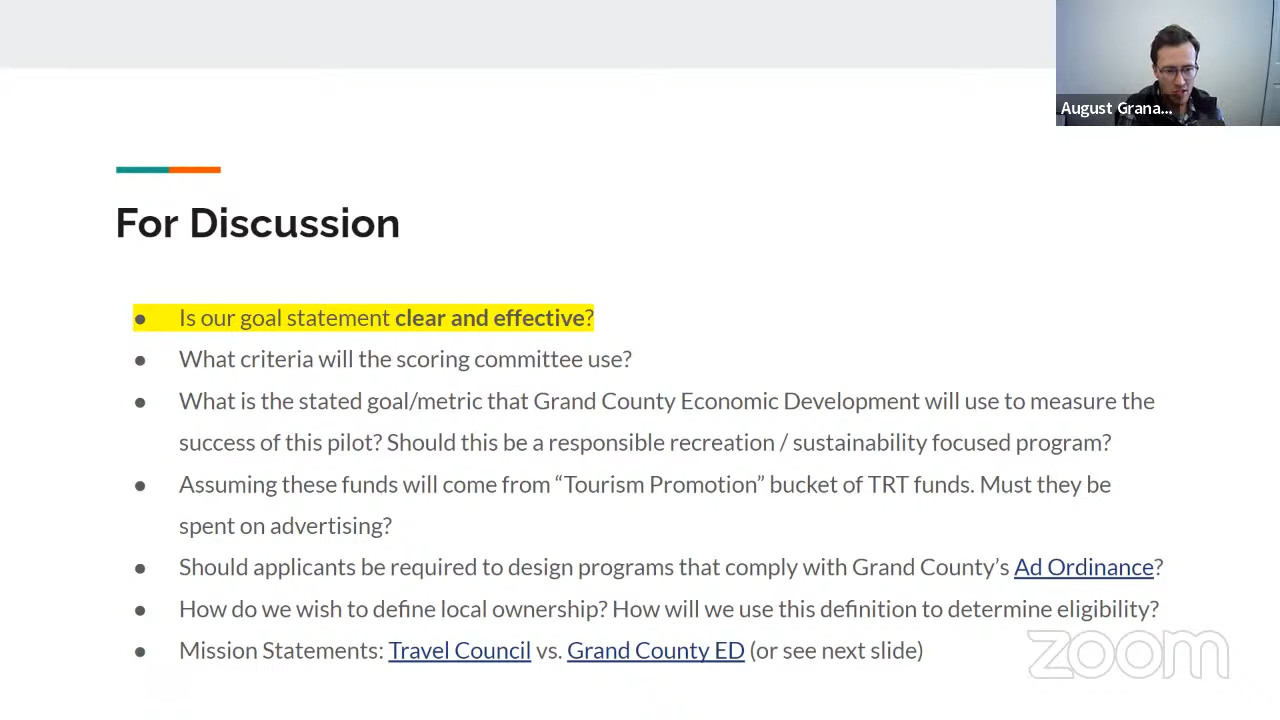 August Grana...
For Discussion
● Is our goal statement clear and effective?
● What criteria will the scoring committee use?
● What is the stated goal/metric that Grand County Economic Development will use to measure the
success of this pilot? Should this be a responsible recreation / sustainability focused program?
● Assuming these funds will come from “Tourism Promotion” bucket of TRT funds. Must they be
spent on advertising?
● Should applicants be required to design programs that comply with Grand County’s Ad Ordinance?
● How do we wish to define local ownership? How will we use this definition to determine eligibility?
● Mission Statements: Travel Council vs. Grand County ED (or see next slide)
zoom